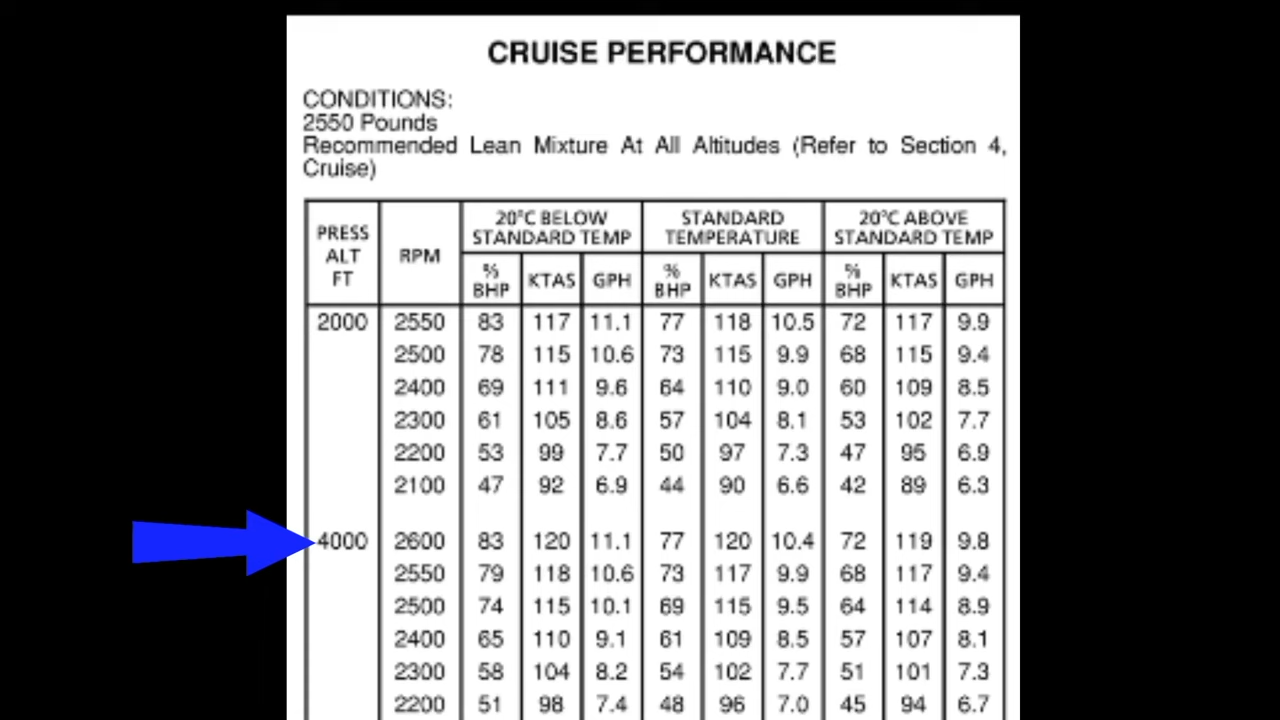 CRUISE PERFORMANCE
CONDITIONS:
2550 Pounds
Recommended Lean Mixture At All Altitudes (Refer to Section 4,
Cruise)
PRESS ALT FT RPM 20°C BELOW STANDARD TEMP STANDARD TEMPERATURE 20°C ABOVE STANDARD TEMP
% BHP KTAS GPH % BHP KTAS GPH % BHP KTAS GPH
2000 2550 83 117 11.1 77 118 10.5 72 117 9.9
2500 78 115 10.6 73 115 9.9 68 115 9.4
2400 69 111 9.6 64 110 9.0 60 109 8.5
2300 61 105 8.6 57 104 8.1 53 102 7.7
2200 53 99 7.7 50 97 7.3 47 95 6.9
2100 47 92 6.9 44 90 6.6 42 89 6.3
4000 2600 83 120 11.1 77 120 10.4 72 119 9.8
2550 79 118 10.6 73 117 9.9 68 117 9.4
2500 74 115 10.1 69 115 9.5 64 114 8.9
2400 65 110 9.1 61 109 8.5 57 107 8.1
2300 58 104 8.2 54 102 7.7 51 101 7.3
2200 51 98 7.4 48 96 7.0 45 94 6.7